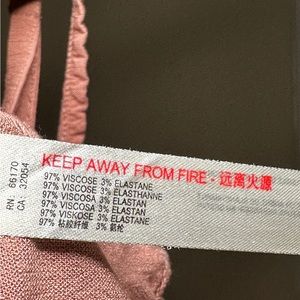 KEEP AWAY FROM FIRE - 远离火源
97% VISCOSE 3% ELASTANE
97% VISCOSE 3% ELASTHANNE
97% VISCOSA 3% ELASTAN
97% VISCOSA 3% ELASTAN
97% VISKOSE 3% ELASTAN
97% 粘胶纤维 3% 氨纶
RN. 66170
CA. 32054